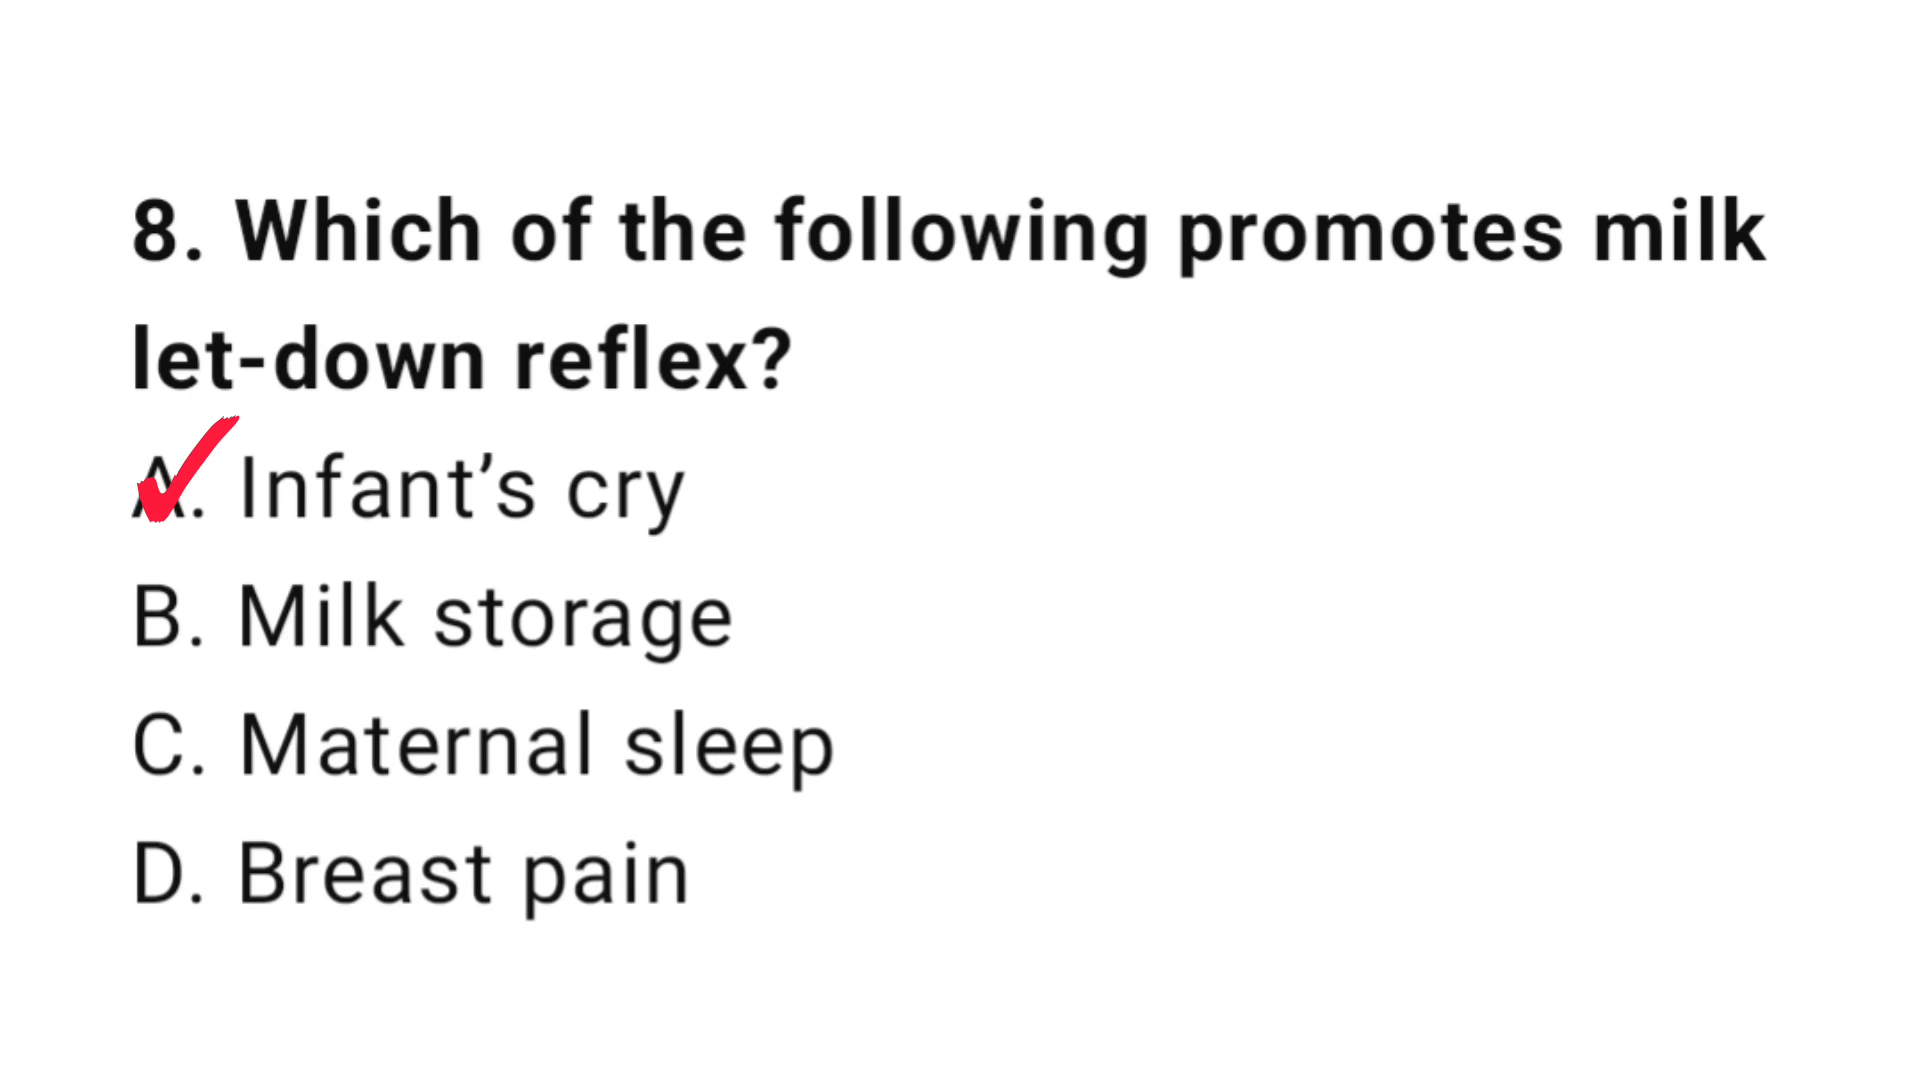 8. Which of the following promotes milk
let-down reflex?
A. Infant’s cry
B. Milk storage
C. Maternal sleep
D. Breast pain